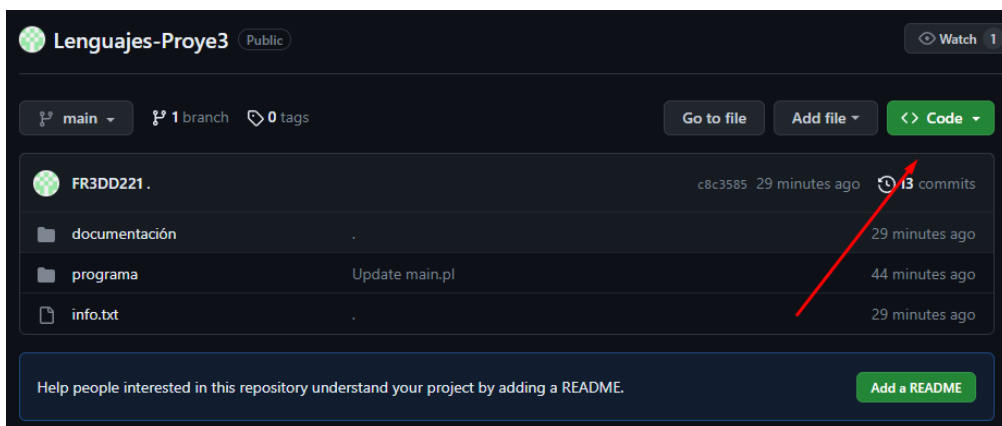 Lenguajes-Proye3 Public Watch 1
main 1 branch 0 tags Go to file Add file <> Code
FR3DD221 . c8c3585 29 minutes ago 13 commits
documentación . 29 minutes ago
programa Update main.pl 44 minutes ago
info.txt . 29 minutes ago
Help people interested in this repository understand your project by adding a README. Add a README